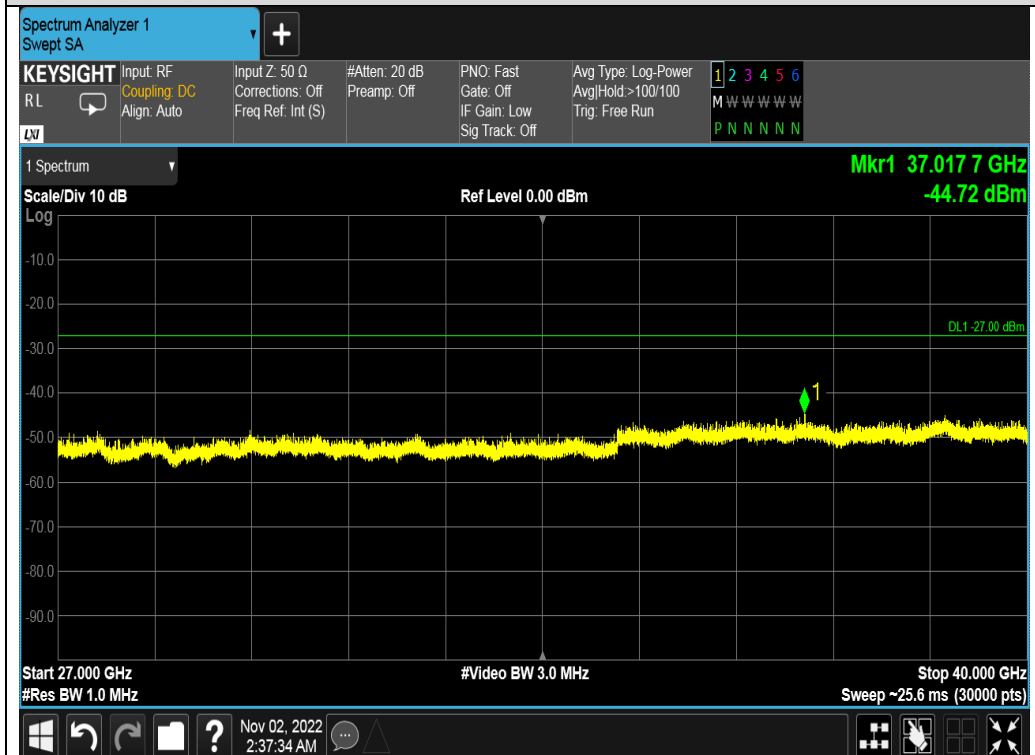 Spectrum Analyzer 1
Swept SA
+
KEYSIGHT
R L
LXI
Input: RF
Coupling: DC
Align: Auto
Input Z: 50 Ω
Corrections: Off
Freq Ref: Int (S)
#Atten: 20 dB
Preamp: Off
PNO: Fast
Gate: Off
IF Gain: Low
Sig Track: Off
Avg Type: Log-Power
Avg|Hold:>100/100
Trig: Free Run
1 2 3 4 5 6
M W W W W W
P N N N N N
1 Spectrum
Mkr1 37.017 7 GHz
-44.72 dBm
Scale/Div 10 dB
Ref Level 0.00 dBm
Log
-10.0
-20.0
DL1 -27.00 dBm
-30.0
-40.0
1
-50.0
-60.0
-70.0
-80.0
-90.0
Start 27.000 GHz
#Video BW 3.0 MHz
Stop 40.000 GHz
#Res BW 1.0 MHz
Sweep ~25.6 ms (30000 pts)
?
Nov 02, 2022
2:37:34 AM